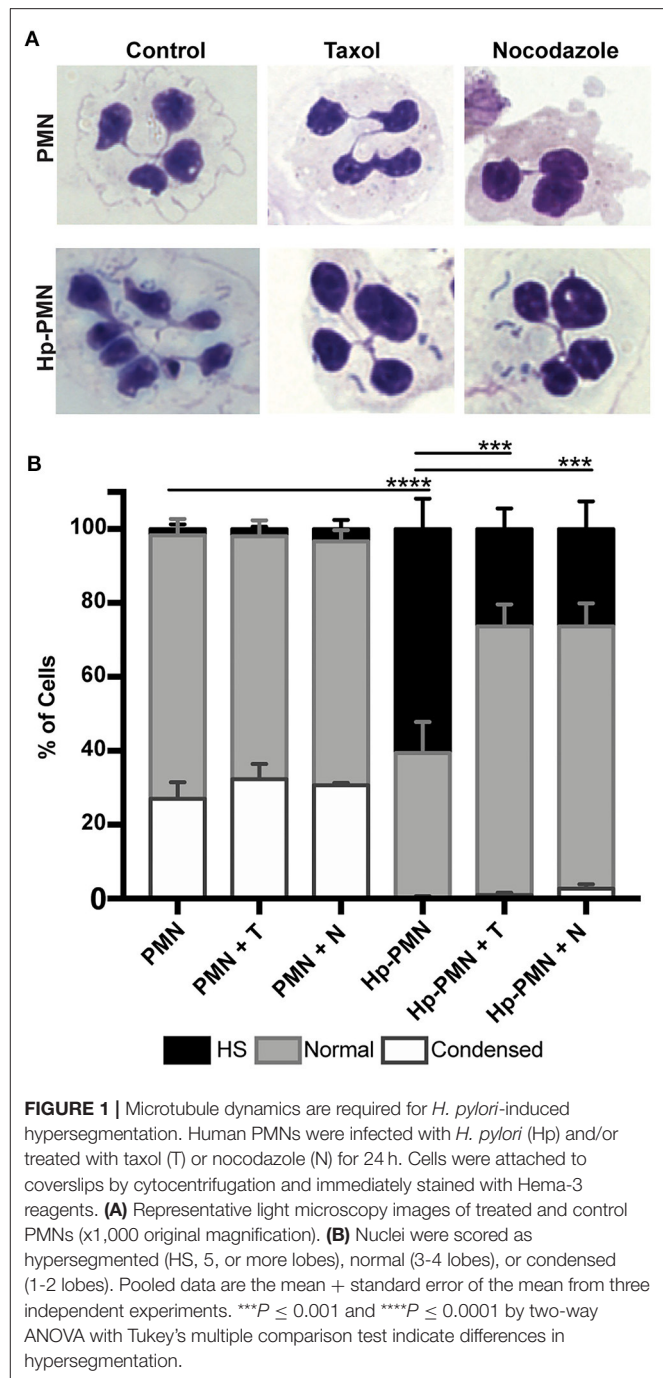 A
Control Taxol Nocodazole
PMN
Hp-PMN
B
***
**** ***
100
80
60
40
20
0
% of Cells
PMN
PMN + T
PMN + N
Hp-PMN
Hp-PMN + T
Hp-PMN + N
HS Normal Condensed
FIGURE 1 | Microtubule dynamics are required for H. pylori-induced
hypersegmentation. Human PMNs were infected with H. pylori (Hp) and/or
treated with taxol (T) or nocodazole (N) for 24 h. Cells were attached to
coverslips by cytocentrifugation and immediately stained with Hema-3
reagents. (A) Representative light microscopy images of treated and control
PMNs (x1,000 original magnification). (B) Nuclei were scored as
hypersegmented (HS, 5, or more lobes), normal (3-4 lobes), or condensed
(1-2 lobes). Pooled data are the mean + standard error of the mean from three
independent experiments. ***P ≤ 0.001 and ****P ≤ 0.0001 by two-way
ANOVA with Tukey's multiple comparison test indicate differences in
hypersegmentation.